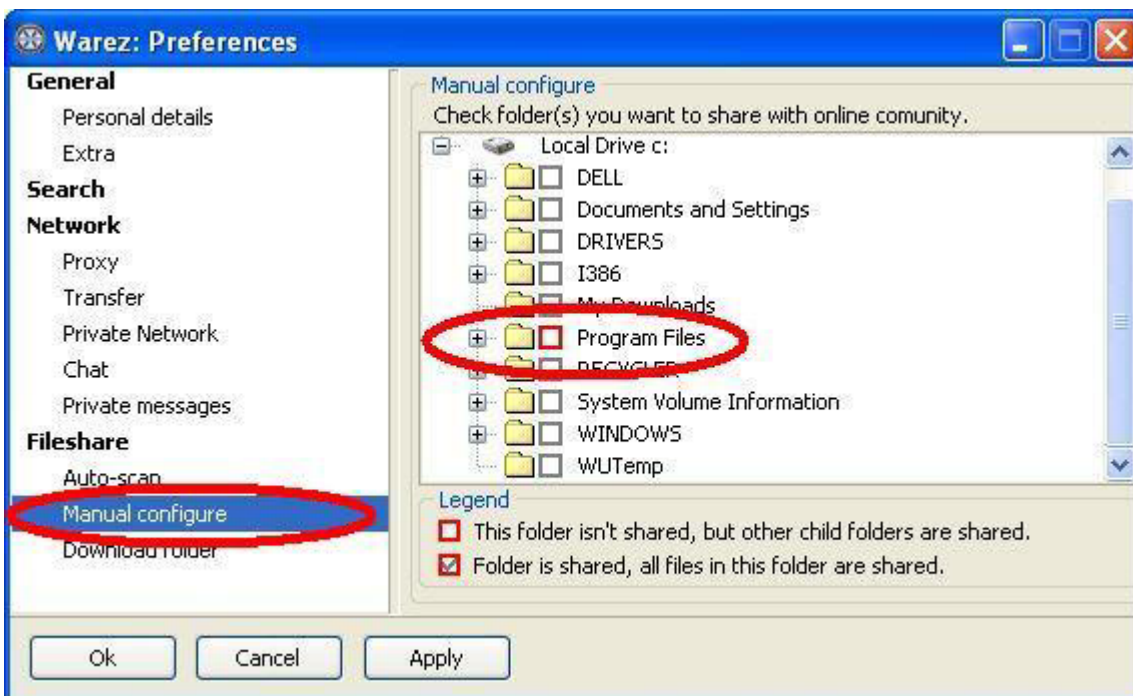 Warez: Preferences
General
Personal details
Extra
Search
Network
Proxy
Transfer
Private Network
Chat
Private messages
Fileshare
Auto-scan
Manual configure
Download folder
Manual configure
Check folder(s) you want to share with online comunity.
Local Drive c:
DELL
Documents and Settings
DRIVERS
I386
My Downloads
Program Files
RECYCLER
System Volume Information
WINDOWS
WUTemp
Legend
This folder isn't shared, but other child folders are shared.
Folder is shared, all files in this folder are shared.
Ok Cancel Apply